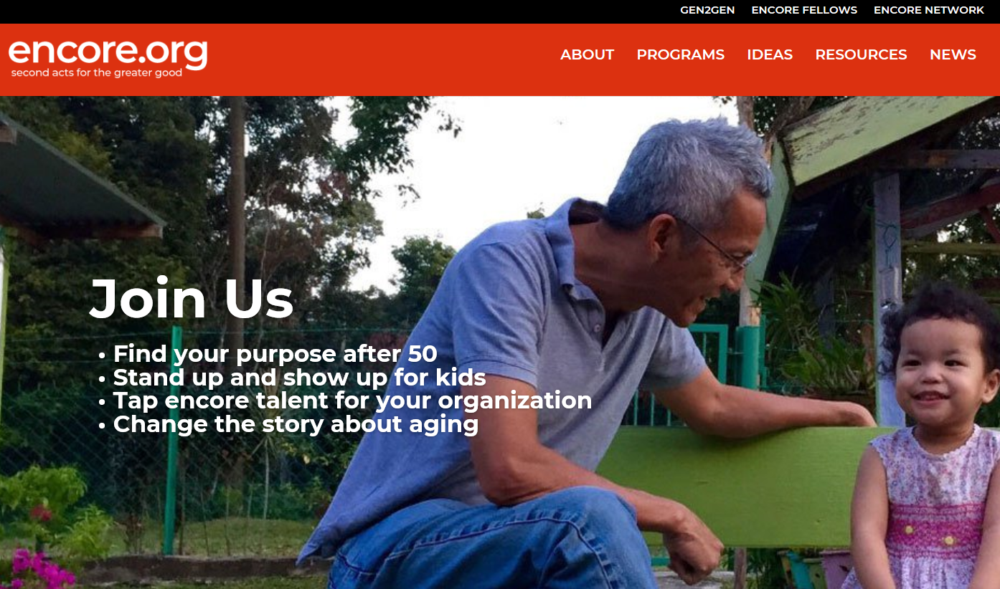 GEN2GEN ENCORE FELLOWS ENCORE NETWORK
encore.org
second acts for the greater good
ABOUT PROGRAMS IDEAS RESOURCES NEWS
Join Us
• Find your purpose after 50
• Stand up and show up for kids
• Tap encore talent for your organization
• Change the story about aging